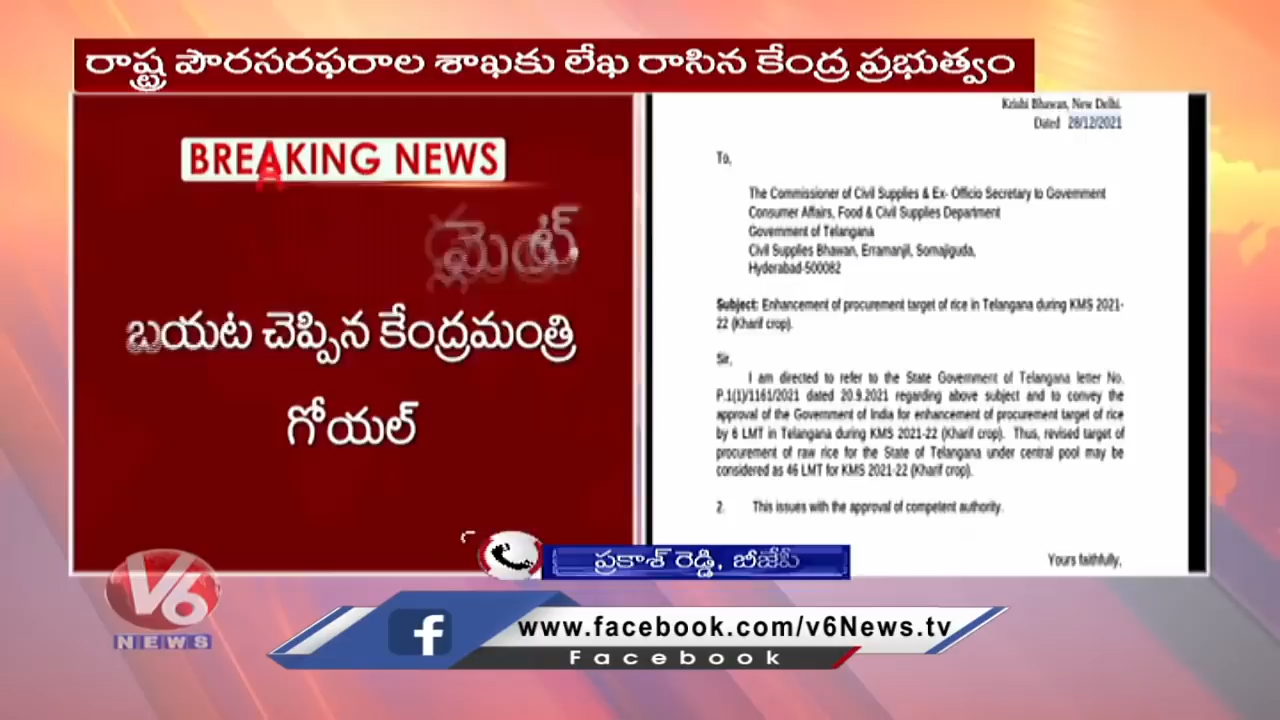 రాష్ట్ర పౌరసరఫరాల శాఖకు లేఖ రాసిన కేంద్ర ప్రభుత్వం
BREAKING NEWS
బయట చెప్పిన కేంద్రమంత్రి
గోయల్
Krishi Bhawan, New Delhi.
Dated 28/12/2021
To,
The Commissioner of Civil Supplies & Ex- Officio Secretary to Government
Consumer Affairs, Food & Civil Supplies Department
Government of Telangana
Civil Supplies Bhawan, Erramanjil, Somajiguda,
Hyderabad-500082
Subject: Enhancement of procurement target of rice in Telangana during KMS 2021-
22 (Kharif crop).
Sir,
I am directed to refer to the State Government of Telangana letter No.
P.1(1)/1161/2021 dated 20.9.2021 regarding above subject and to convey the
approval of the Government of India for enhancement of procurement target of rice
by 6 LMT in Telangana during KMS 2021-22 (Kharif crop). Thus, revised target of
procurement of raw rice for the State of Telangana under central pool may be
considered as 46 LMT for KMS 2021-22 (Kharif crop).
2. This issues with the approval of competent authority.
Yours faithfully,
ప్రకాశ్ రెడ్డి, బీజేపీ
V6
NEWS
f
www.facebook.com/v6News.tv
Facebook